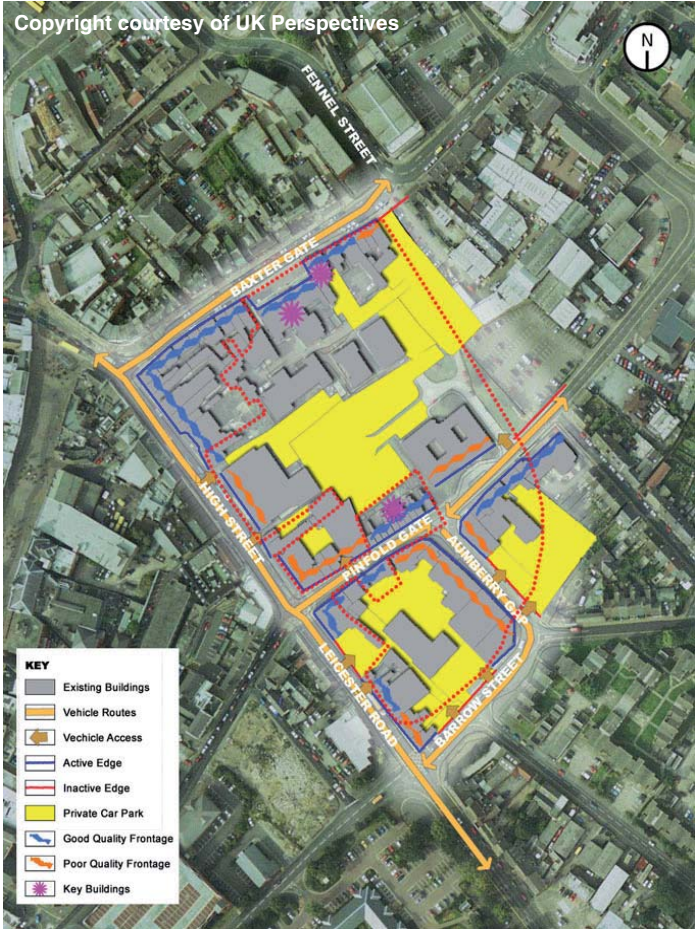 Copyright courtesy of UK Perspectives
N
FENNEL STREET
BAXTER GATE
HIGH STREET
PINFOLD GATE
AUMBERRY GAP
LEICESTER ROAD
BARROW STREET
KEY
Existing Buildings
Vehicle Routes
Vechicle Access
Active Edge
Inactive Edge
Private Car Park
Good Quality Frontage
Poor Quality Frontage
Key Buildings